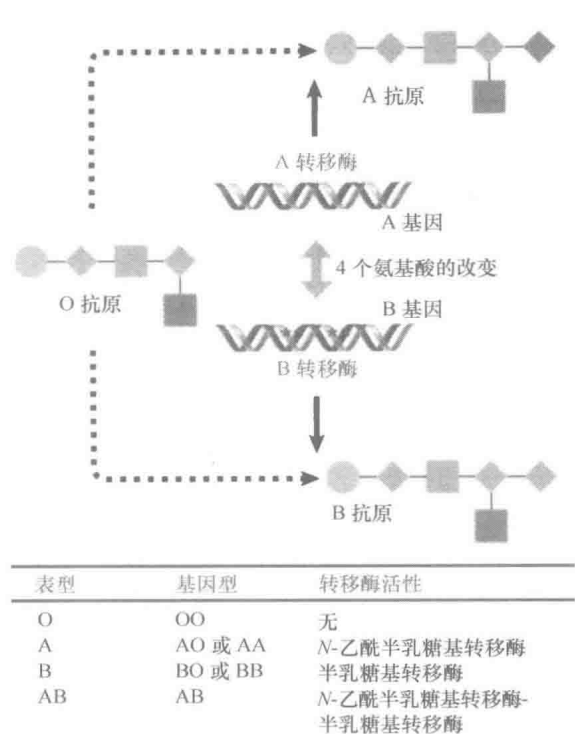 A 抗原
A 转移酶
A 基因
4 个氨基酸的改变
O 抗原
B 基因
B 转移酶
B 抗原
表型 基因型 转移酶活性
O OO 无
A AO 或 AA N-乙酰半乳糖基转移酶
B BO 或 BB 半乳糖基转移酶
AB AB N-乙酰半乳糖基转移酶-
半乳糖基转移酶